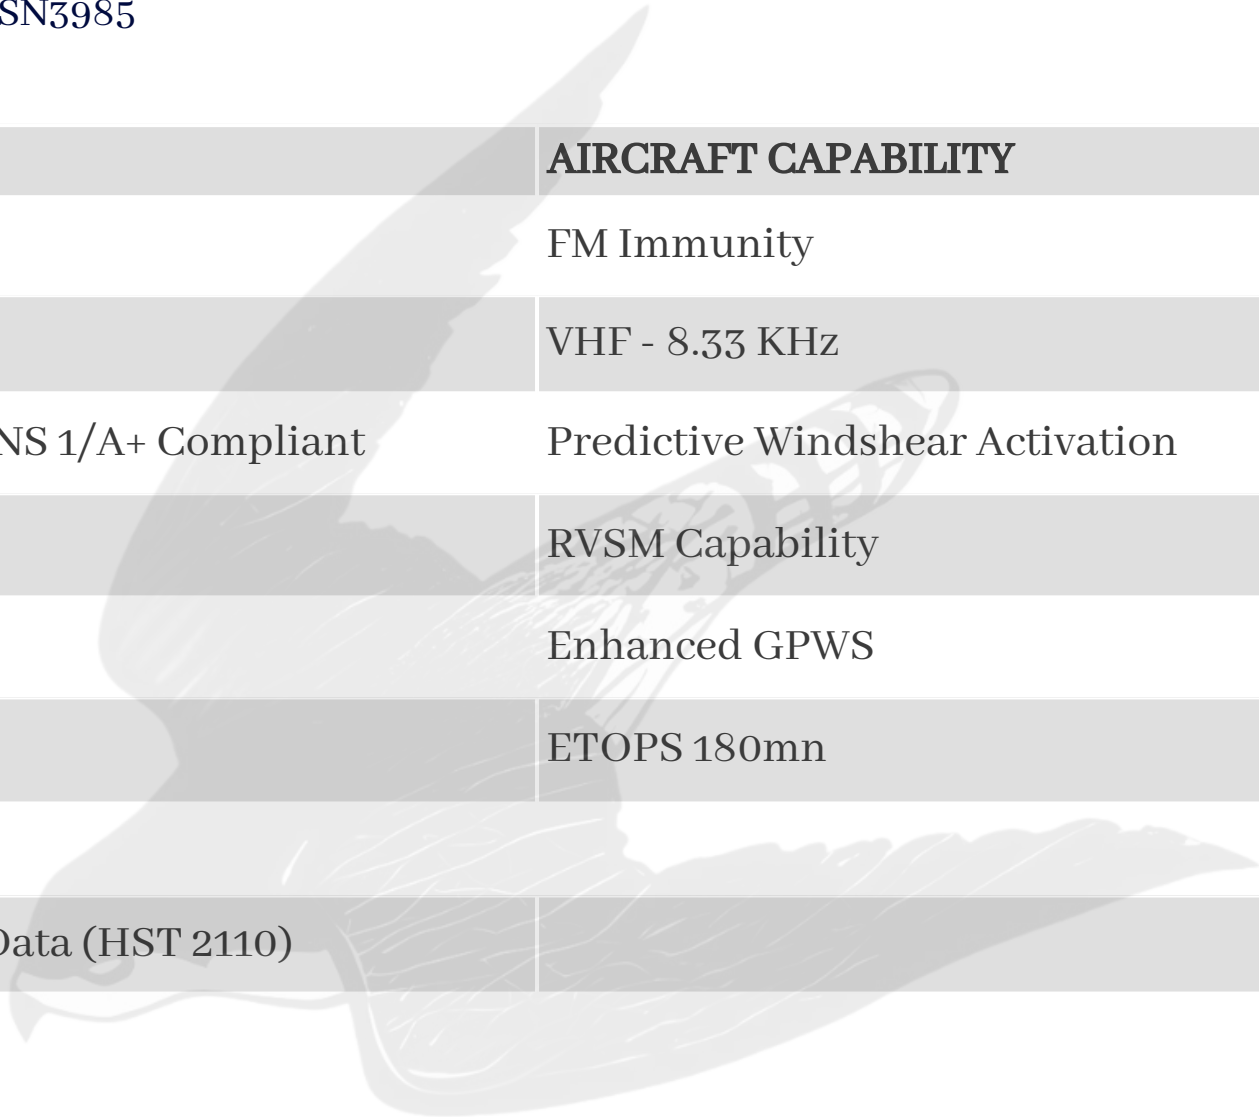 SN3985
AIRCRAFT CAPABILITY
FM Immunity
VHF - 8.33 KHz
NS 1/A+ Compliant Predictive Windshear Activation
RVSM Capability
Enhanced GPWS
ETOPS 180mn
Data (HST 2110)